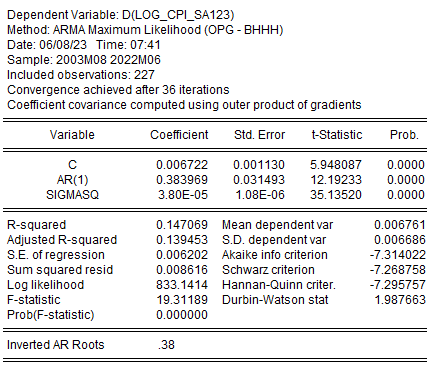 Dependent Variable: D(LOG_CPI_SA123)
Method: ARMA Maximum Likelihood (OPG - BHHH)
Date: 06/08/23 Time: 07:41
Sample: 2003M08 2022M06
Included observations: 227
Convergence achieved after 36 iterations
Coefficient covariance computed using outer product of gradients
Variable Coefficient Std. Error t-Statistic Prob.
C 0.006722 0.001130 5.948087 0.0000
AR(1) 0.383969 0.031493 12.19233 0.0000
SIGMASQ 3.80E-05 1.08E-06 35.13520 0.0000
R-squared 0.147069 Mean dependent var 0.006761
Adjusted R-squared 0.139453 S.D. dependent var 0.006686
S.E. of regression 0.006202 Akaike info criterion -7.314022
Sum squared resid 0.008616 Schwarz criterion -7.268758
Log likelihood 833.1414 Hannan-Quinn criter. -7.295757
F-statistic 19.31189 Durbin-Watson stat 1.987663
Prob(F-statistic) 0.000000
Inverted AR Roots .38